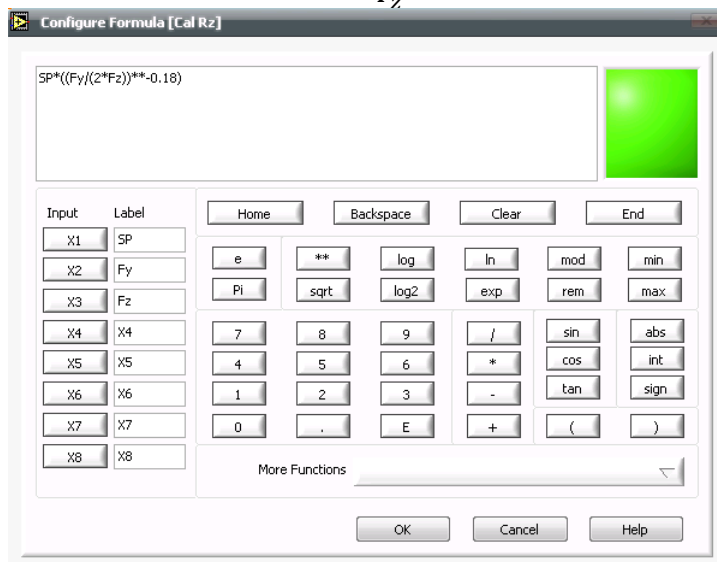 Configure Formula [Cal Rz]
SP*((Fy/(2*Fz))**-0.18)
Input Label
X1 SP
X2 Fy
X3 Fz
X4 X4
X5 X5
X6 X6
X7 X7
X8 X8
Home Backspace Clear End
e ** log ln mod min
Pi sqrt log2 exp rem max
7 8 9 / sin abs
4 5 6 * cos int
1 2 3 - tan sign
0 . E + ( )
More Functions
OK Cancel Help